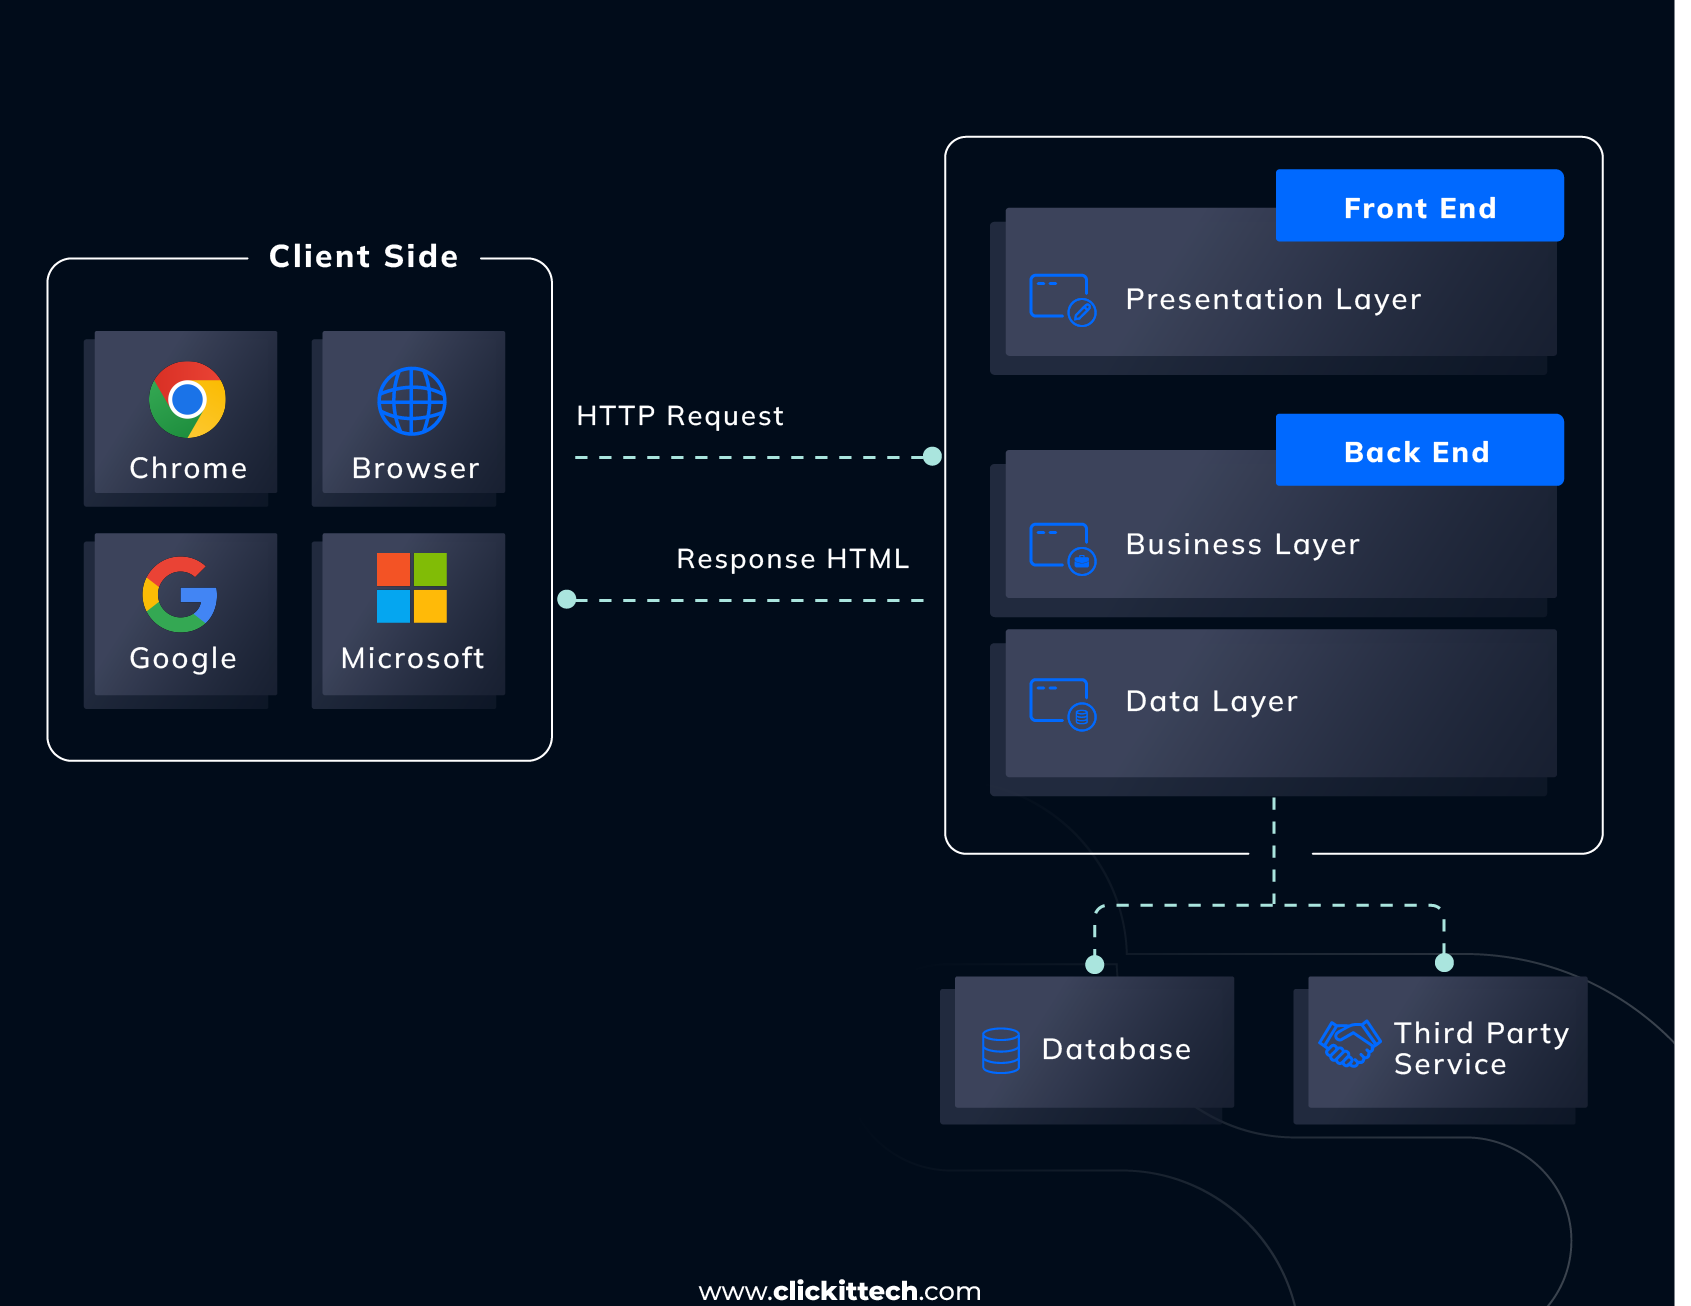 Client Side
Chrome
Browser
Google
Microsoft
HTTP Request
Response HTML
Front End
Presentation Layer
Back End
Business Layer
Data Layer
Database
Third Party
Service
www.clickittech.com